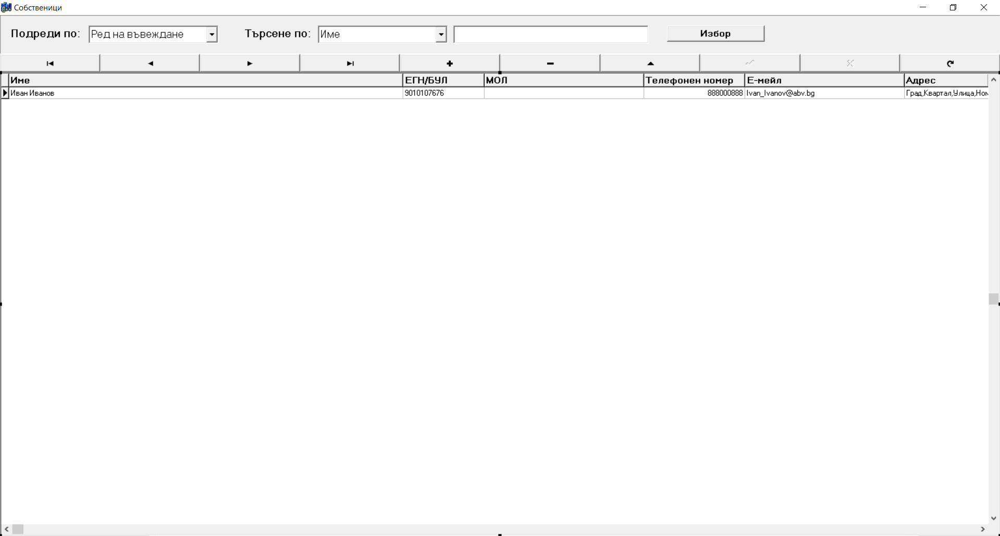 Собственици
Подреди по: Ред на въвеждане Търсене по: Име Избор
Име ЕГН/БУЛ МОЛ Телефонен номер Е-мейл Адрес
Иван Иванов 9010107676 888000888 Ivan_Ivanov@abv.bg Град,Квартал,Улица,Ном